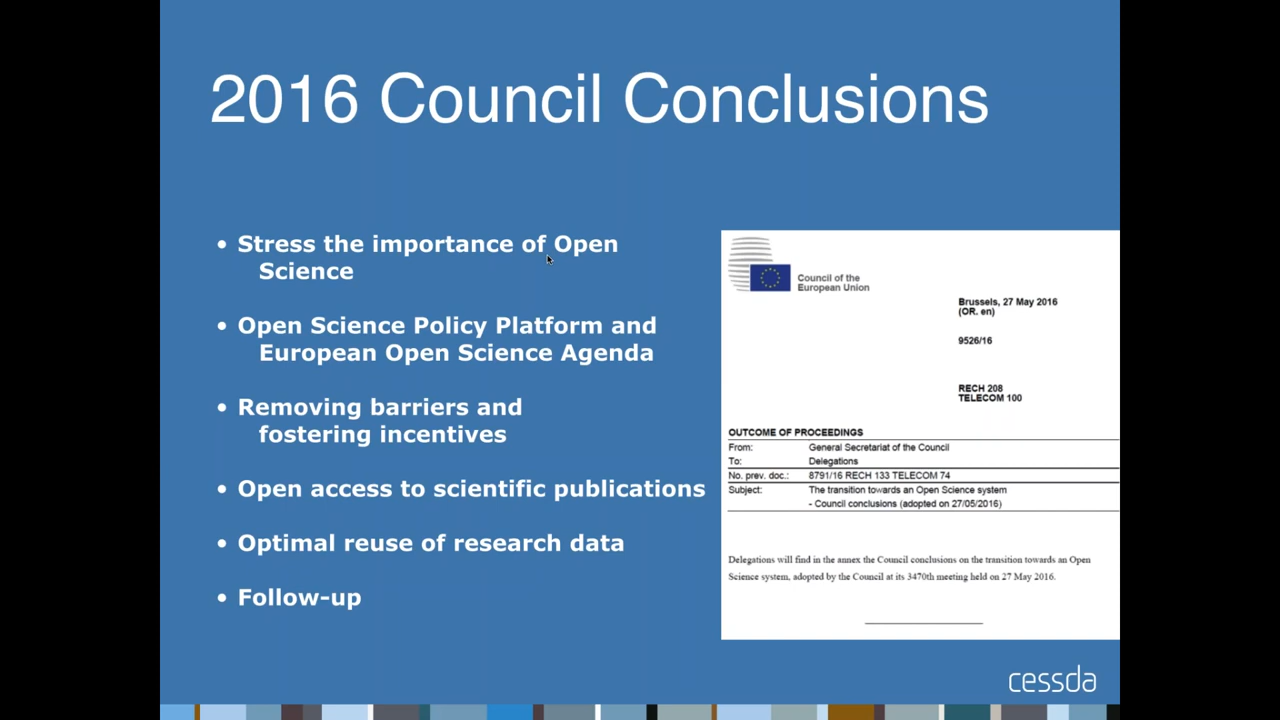 2016 Council Conclusions
• Stress the importance of Open
Science
• Open Science Policy Platform and
European Open Science Agenda
• Removing barriers and
fostering incentives
• Open access to scientific publications
• Optimal reuse of research data
• Follow-up
Council of the
European Union
Brussels, 27 May 2016
(OR. en)
9526/16
RECH 208
TELECOM 100
OUTCOME OF PROCEEDINGS
From: General Secretariat of the Council
To: Delegations
No. prev. doc.: 8791/16 RECH 133 TELECOM 74
Subject: The transition towards an Open Science system
- Council conclusions (adopted on 27/05/2016)
Delegations will find in the annex the Council conclusions on the transition towards an Open
Science system, adopted by the Council at its 3470th meeting held on 27 May 2016.
cessda